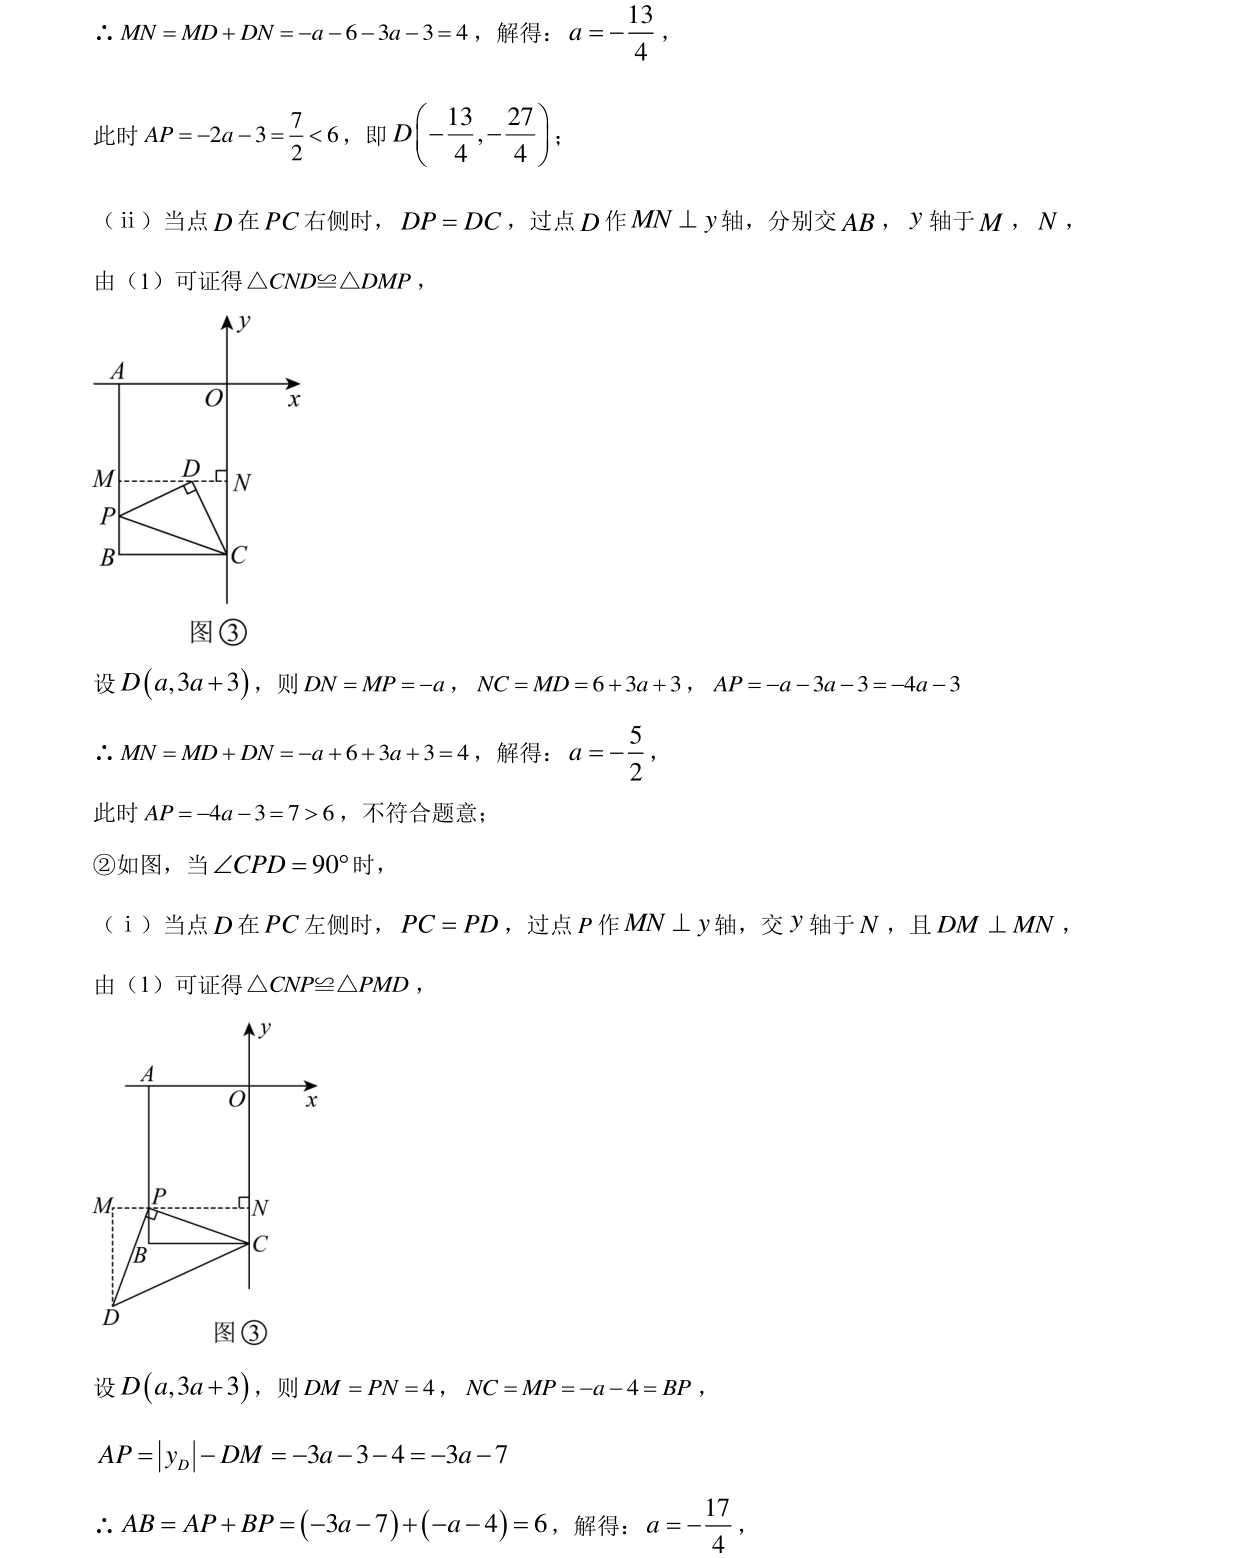 ∴MN=MD+DN=-a-6-3a-3=4，解得：a=-13/4，
此时AP=-2a-3=7/2<6，即D(-13/4,-27/4)；
（ⅱ）当点D在PC右侧时，DP=DC，过点D作MN⊥y轴，分别交AB，y轴于M，N，
由（1）可证得△CND≌△DMP，
y
A
O
x
M
D
N
P
B
C
图③
设D(a,3a+3)，则DN=MP=-a，NC=MD=6+3a+3，AP=-a-3a-3=-4a-3
∴MN=MD+DN=-a+6+3a+3=4，解得：a=-5/2，
此时AP=-4a-3=7>6，不符合题意；
②如图，当∠CPD=90°时，
（ⅰ）当点D在PC左侧时，PC=PD，过点P作MN⊥y轴，交y轴于N，且DM⊥MN，
由（1）可证得△CNP≌△PMD，
y
A
O
x
M
P
N
B
C
D
图③
设D(a,3a+3)，则DM=PN=4，NC=MP=-a-4=BP，
AP=|y_D|-DM=-3a-3-4=-3a-7
∴AB=AP+BP=(-3a-7)+(-a-4)=6，解得：a=-17/4，